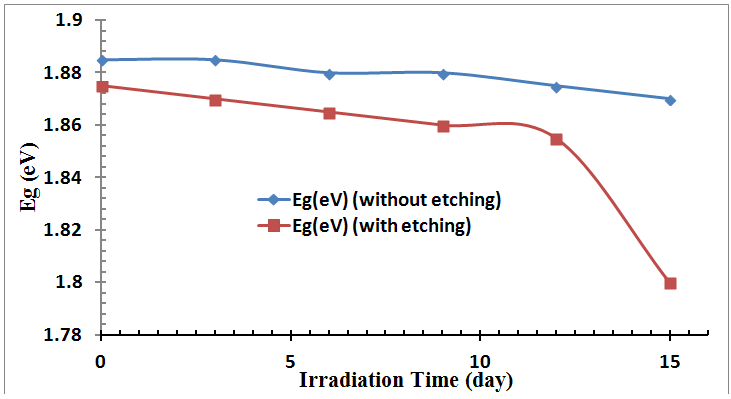 1.9
1.88
1.86
1.84
1.82
1.8
1.78
Eg (eV)
Eg(eV) (without etching)
Eg(eV) (with etching)
0 5 10 15
Irradiation Time (day)